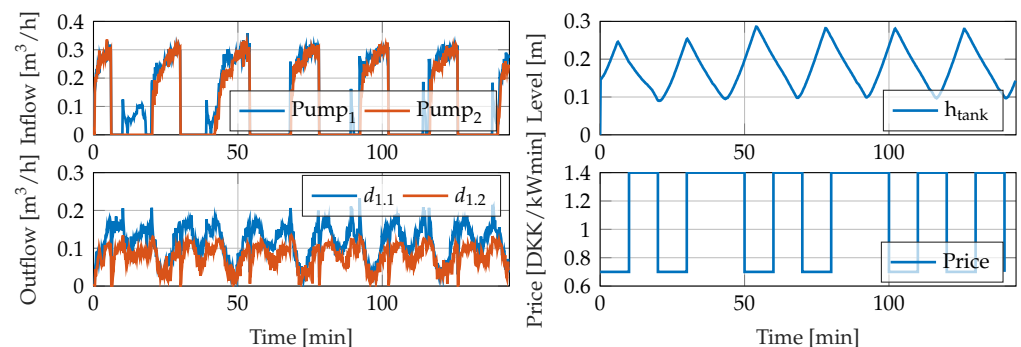 Inflow [m³/h]
0.4
0.3
0.2
0.1
0
Pump₁ Pump₂
0 50 100
Level [m]
0.3
0.2
0.1
0
h_tank
0 50 100
Outflow [m³/h]
0.3
0.2
0.1
0
d₁.₁ d₁.₂
0 50 100
Time [min]
Price [DKK/kWmin]
1.4
1.2
1
0.8
0.6
Price
0 50 100
Time [min]